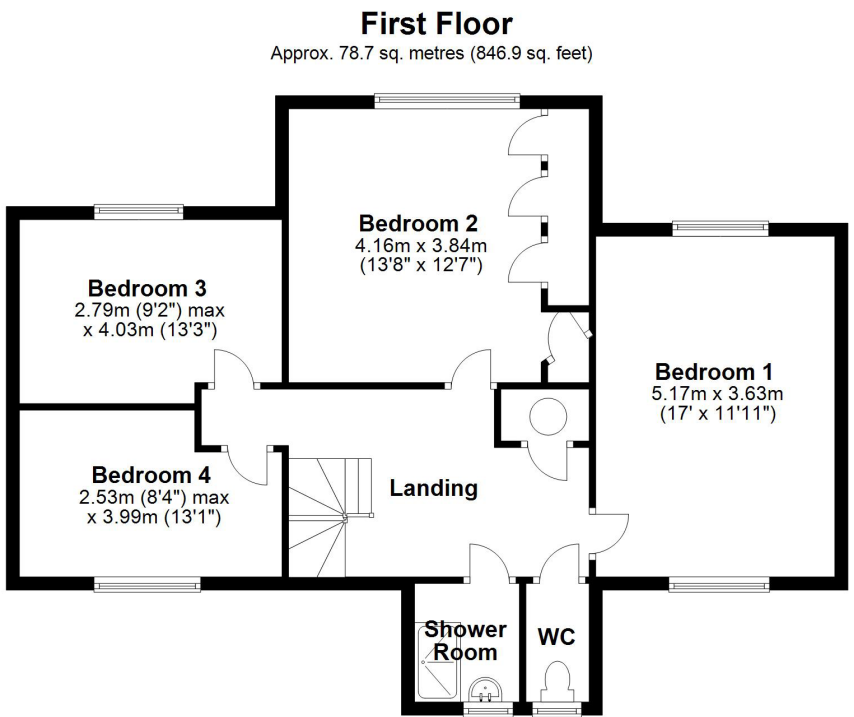 First Floor
Approx. 78.7 sq. metres (846.9 sq. feet)
Bedroom 2
4.16m x 3.84m
(13'8" x 12'7")
Bedroom 3
2.79m (9'2") max
x 4.03m (13'3")
Bedroom 1
5.17m x 3.63m
(17' x 11'11")
Bedroom 4
2.53m (8'4") max
x 3.99m (13'1")
Landing
Shower
Room
WC